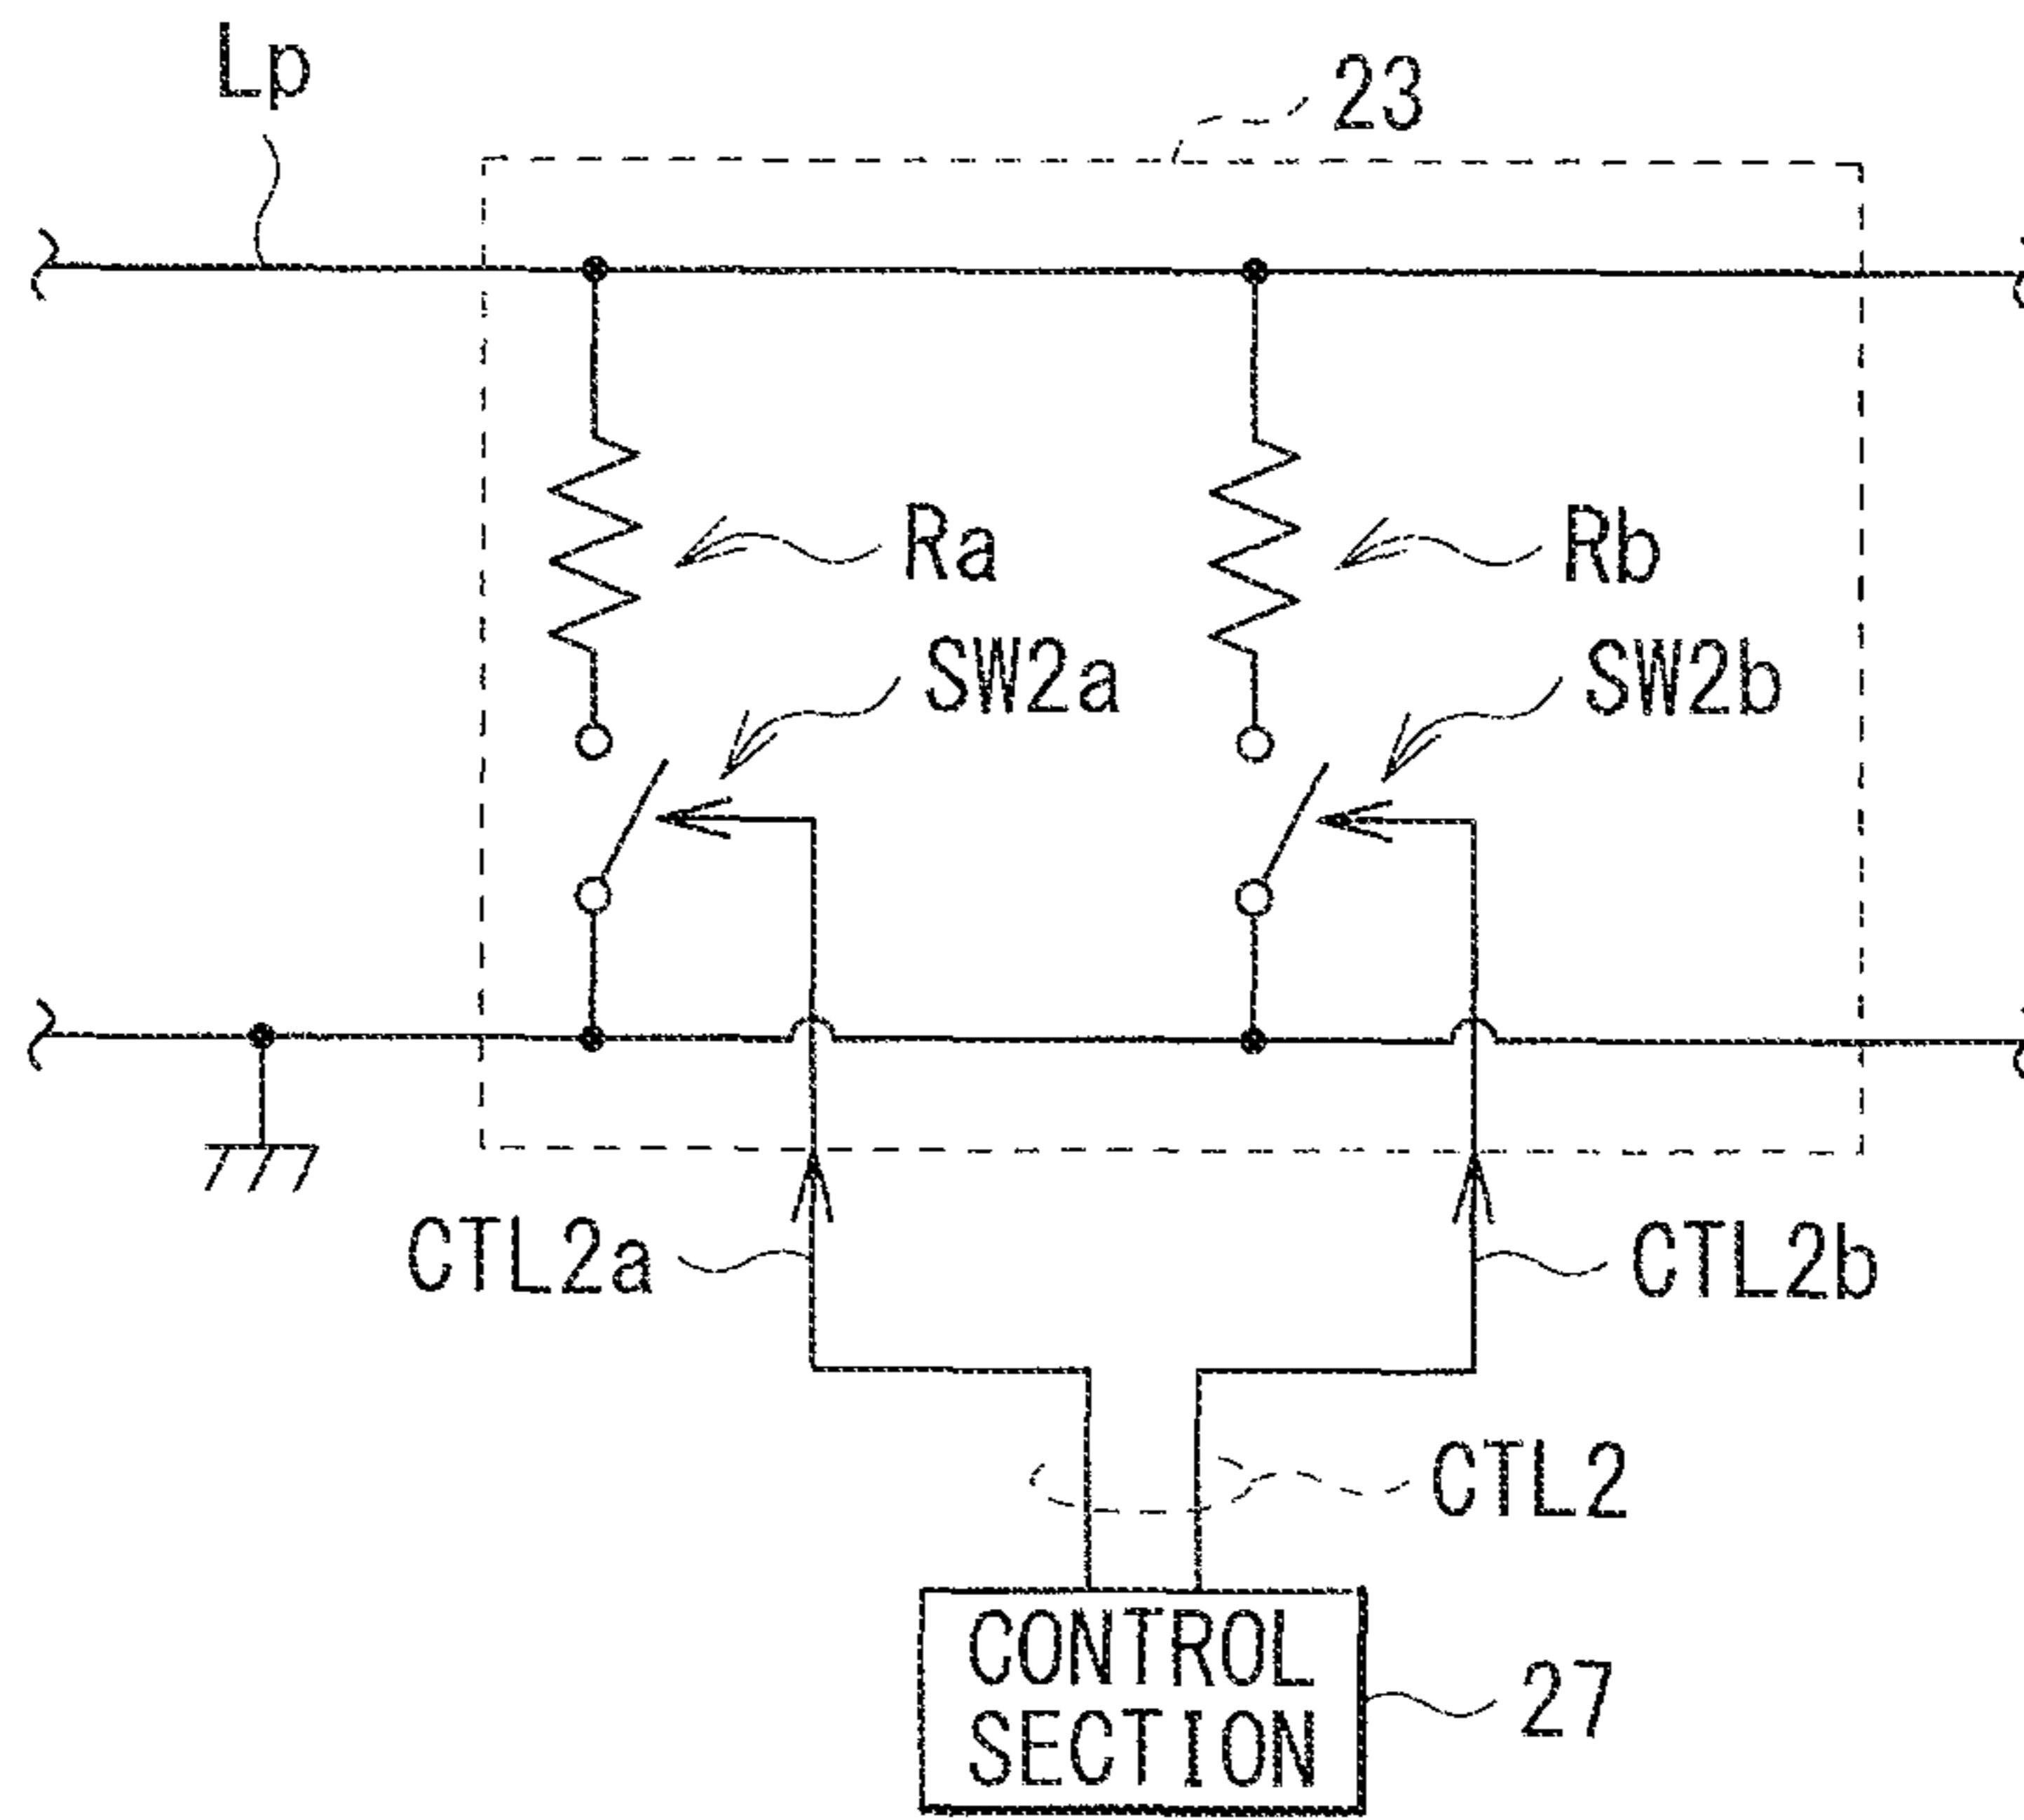 Lp
23
Ra
Rb
SW2a
SW2b
CTL2a
CTL2b
CTL2
CONTROL
SECTION
27